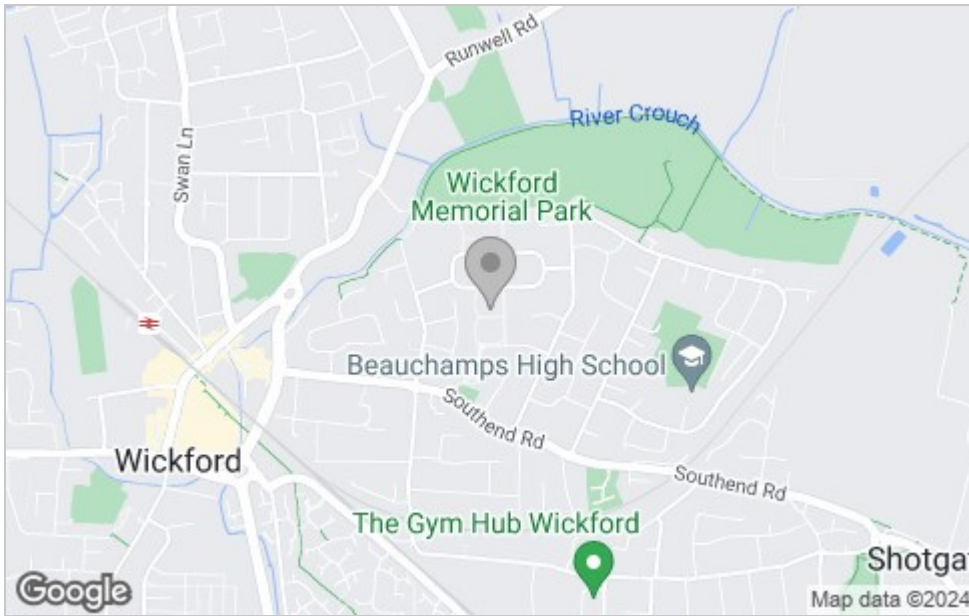 Runwell Rd
Swan Ln
River Crouch
Wickford
Memorial Park
Beauchamps High School
Southend Rd
Wickford
Southend Rd
The Gym Hub Wickford
Shotga
Google
Map data ©2024